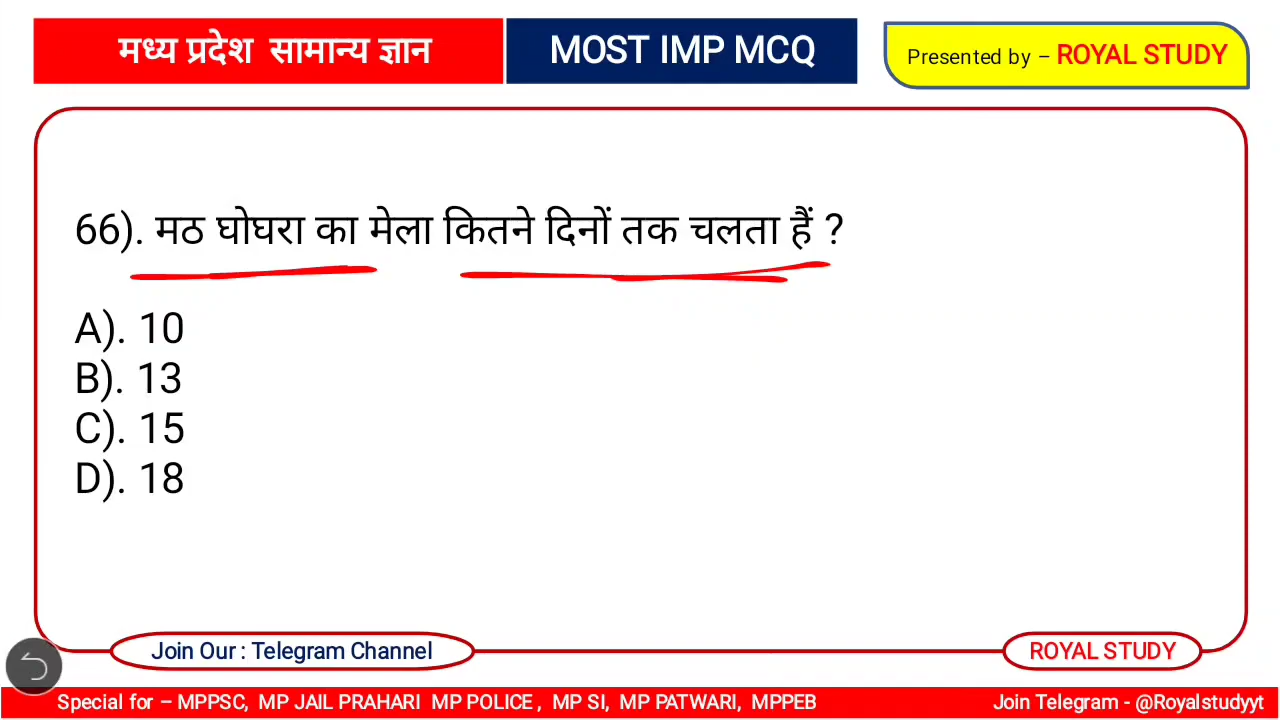 मध्य प्रदेश सामान्य ज्ञान
MOST IMP MCQ
Presented by – ROYAL STUDY
66). मठ घोघरा का मेला कितने दिनों तक चलता हैं ?
A). 10
B). 13
C). 15
D). 18
Join Our : Telegram Channel
ROYAL STUDY
Special for – MPPSC, MP JAIL PRAHARI MP POLICE , MP SI, MP PATWARI, MPPEB
Join Telegram - @Royalstudyyt